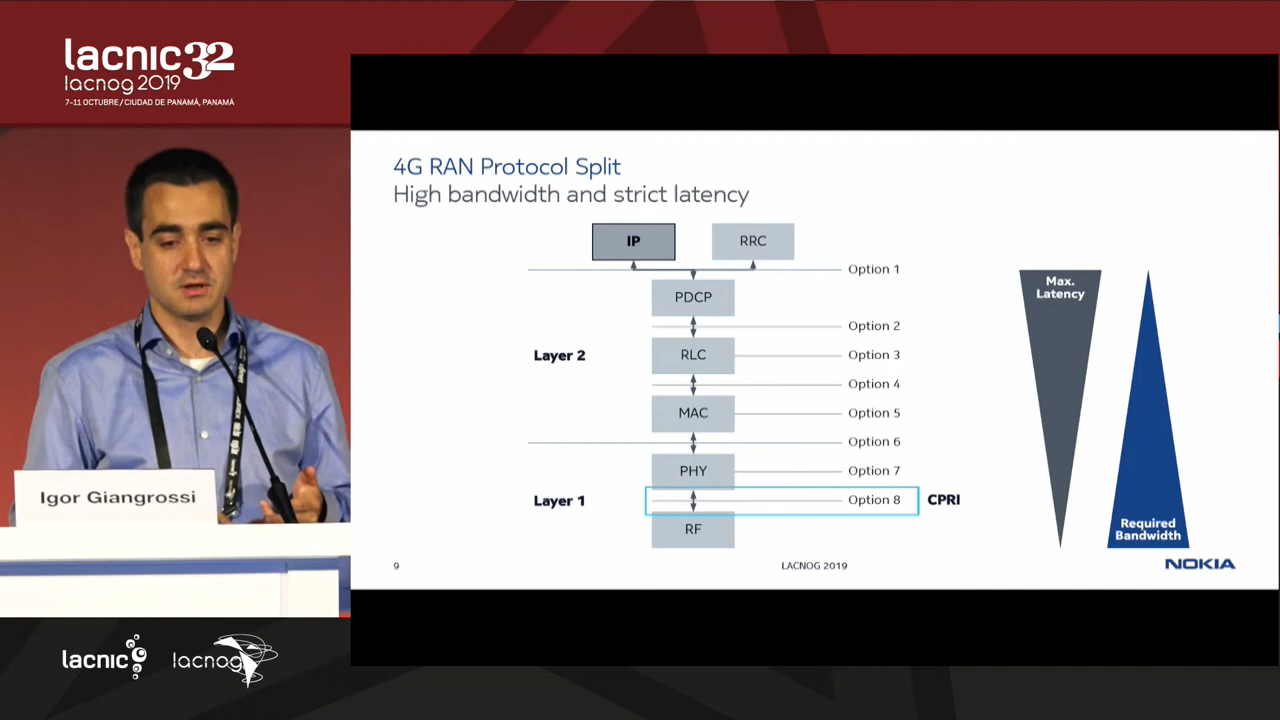 lacnic32
lacnog 2019
7-11 OCTUBRE / CIUDAD DE PANAMÁ, PANAMÁ
4G RAN Protocol Split
High bandwidth and strict latency
IP
RRC
Option 1
PDCP
Option 2
Layer 2
RLC
Option 3
Option 4
MAC
Option 5
Option 6
PHY
Option 7
Layer 1
Option 8
CPRI
RF
Max.
Latency
Required
Bandwidth
9
LACNOG 2019
NOKIA
Igor Giangrossi
lacnic
lacnog